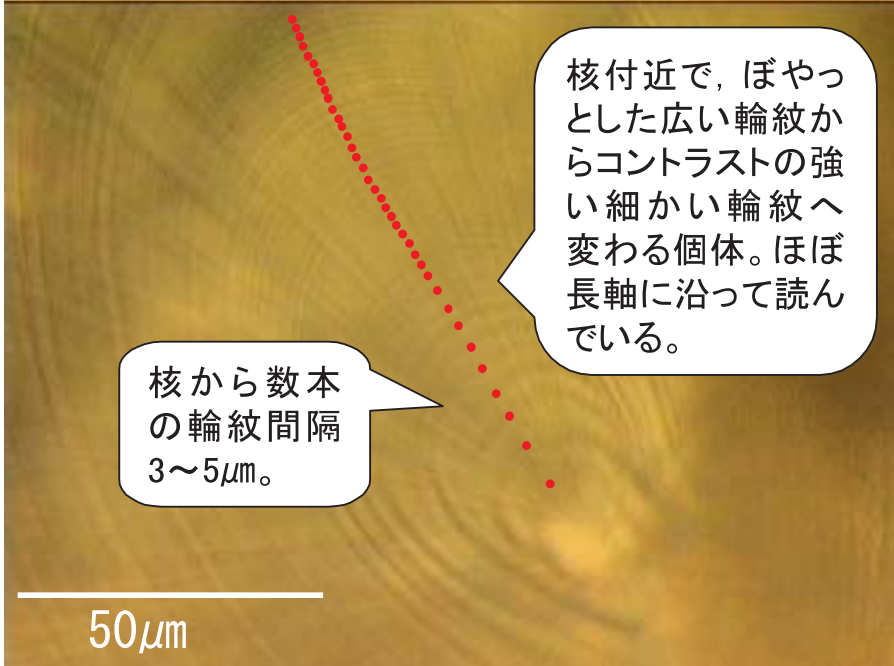 核付近で，ぼやっ
とした広い輪紋か
らコントラストの強
い細かい輪紋へ
変わる個体。ほぼ
長軸に沿って読ん
でいる。
核から数本
の輪紋間隔
3～5μm。
50μm